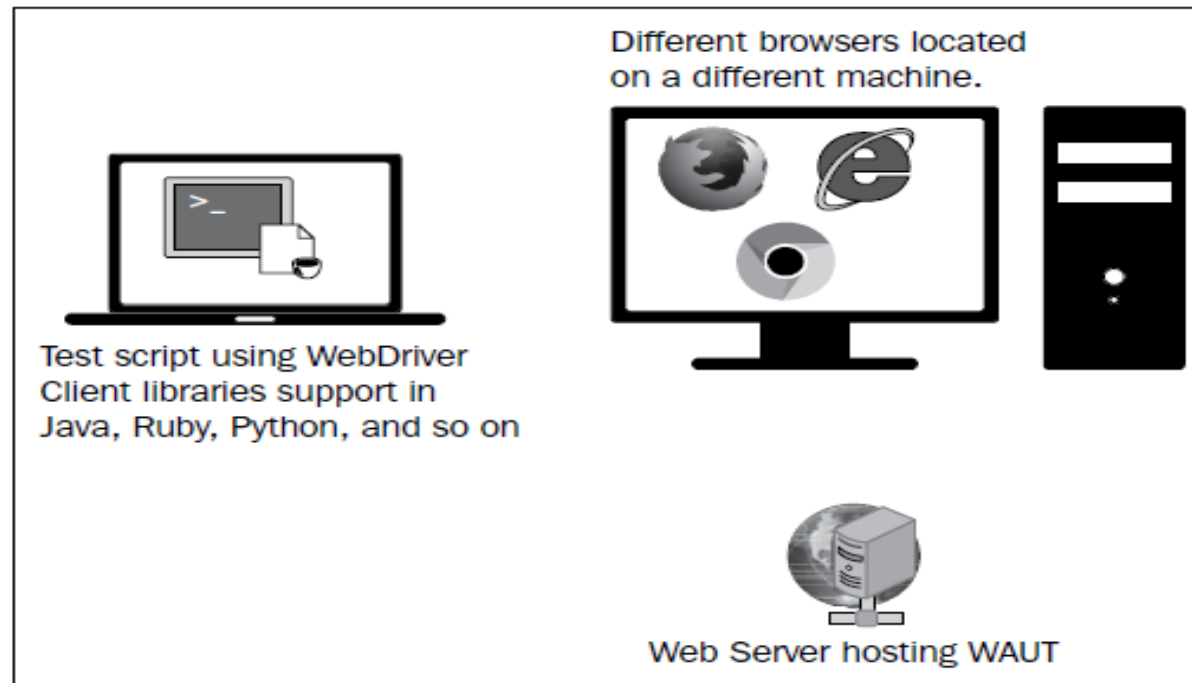 Different browsers located
on a different machine.
>_
Test script using WebDriver
Client libraries support in
Java, Ruby, Python, and so on
Web Server hosting WAUT